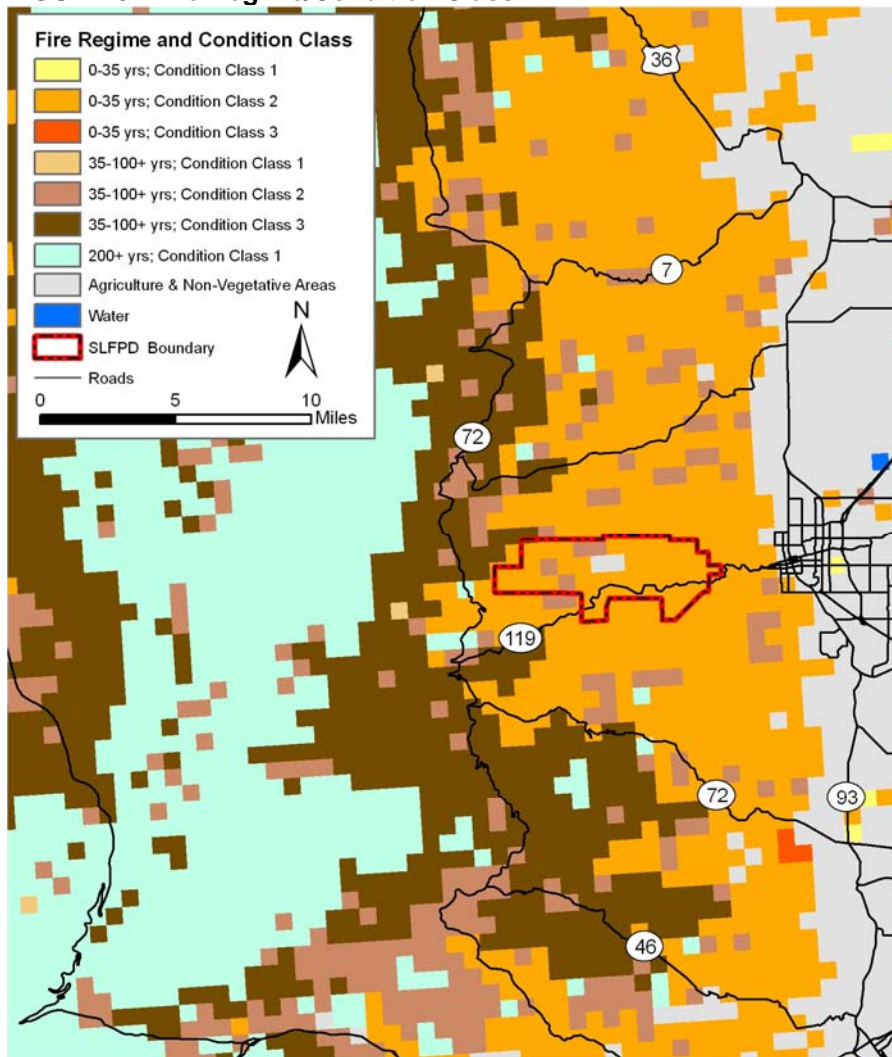 Fire Regime and Condition Class
0-35 yrs; Condition Class 1
0-35 yrs; Condition Class 2
0-35 yrs; Condition Class 3
35-100+ yrs; Condition Class 1
35-100+ yrs; Condition Class 2
35-100+ yrs; Condition Class 3
200+ yrs; Condition Class 1
Agriculture & Non-Vegetative Areas
Water
SLFPD Boundary
Roads
N
0 5 10
Miles
36
7
72
119
72
93
46